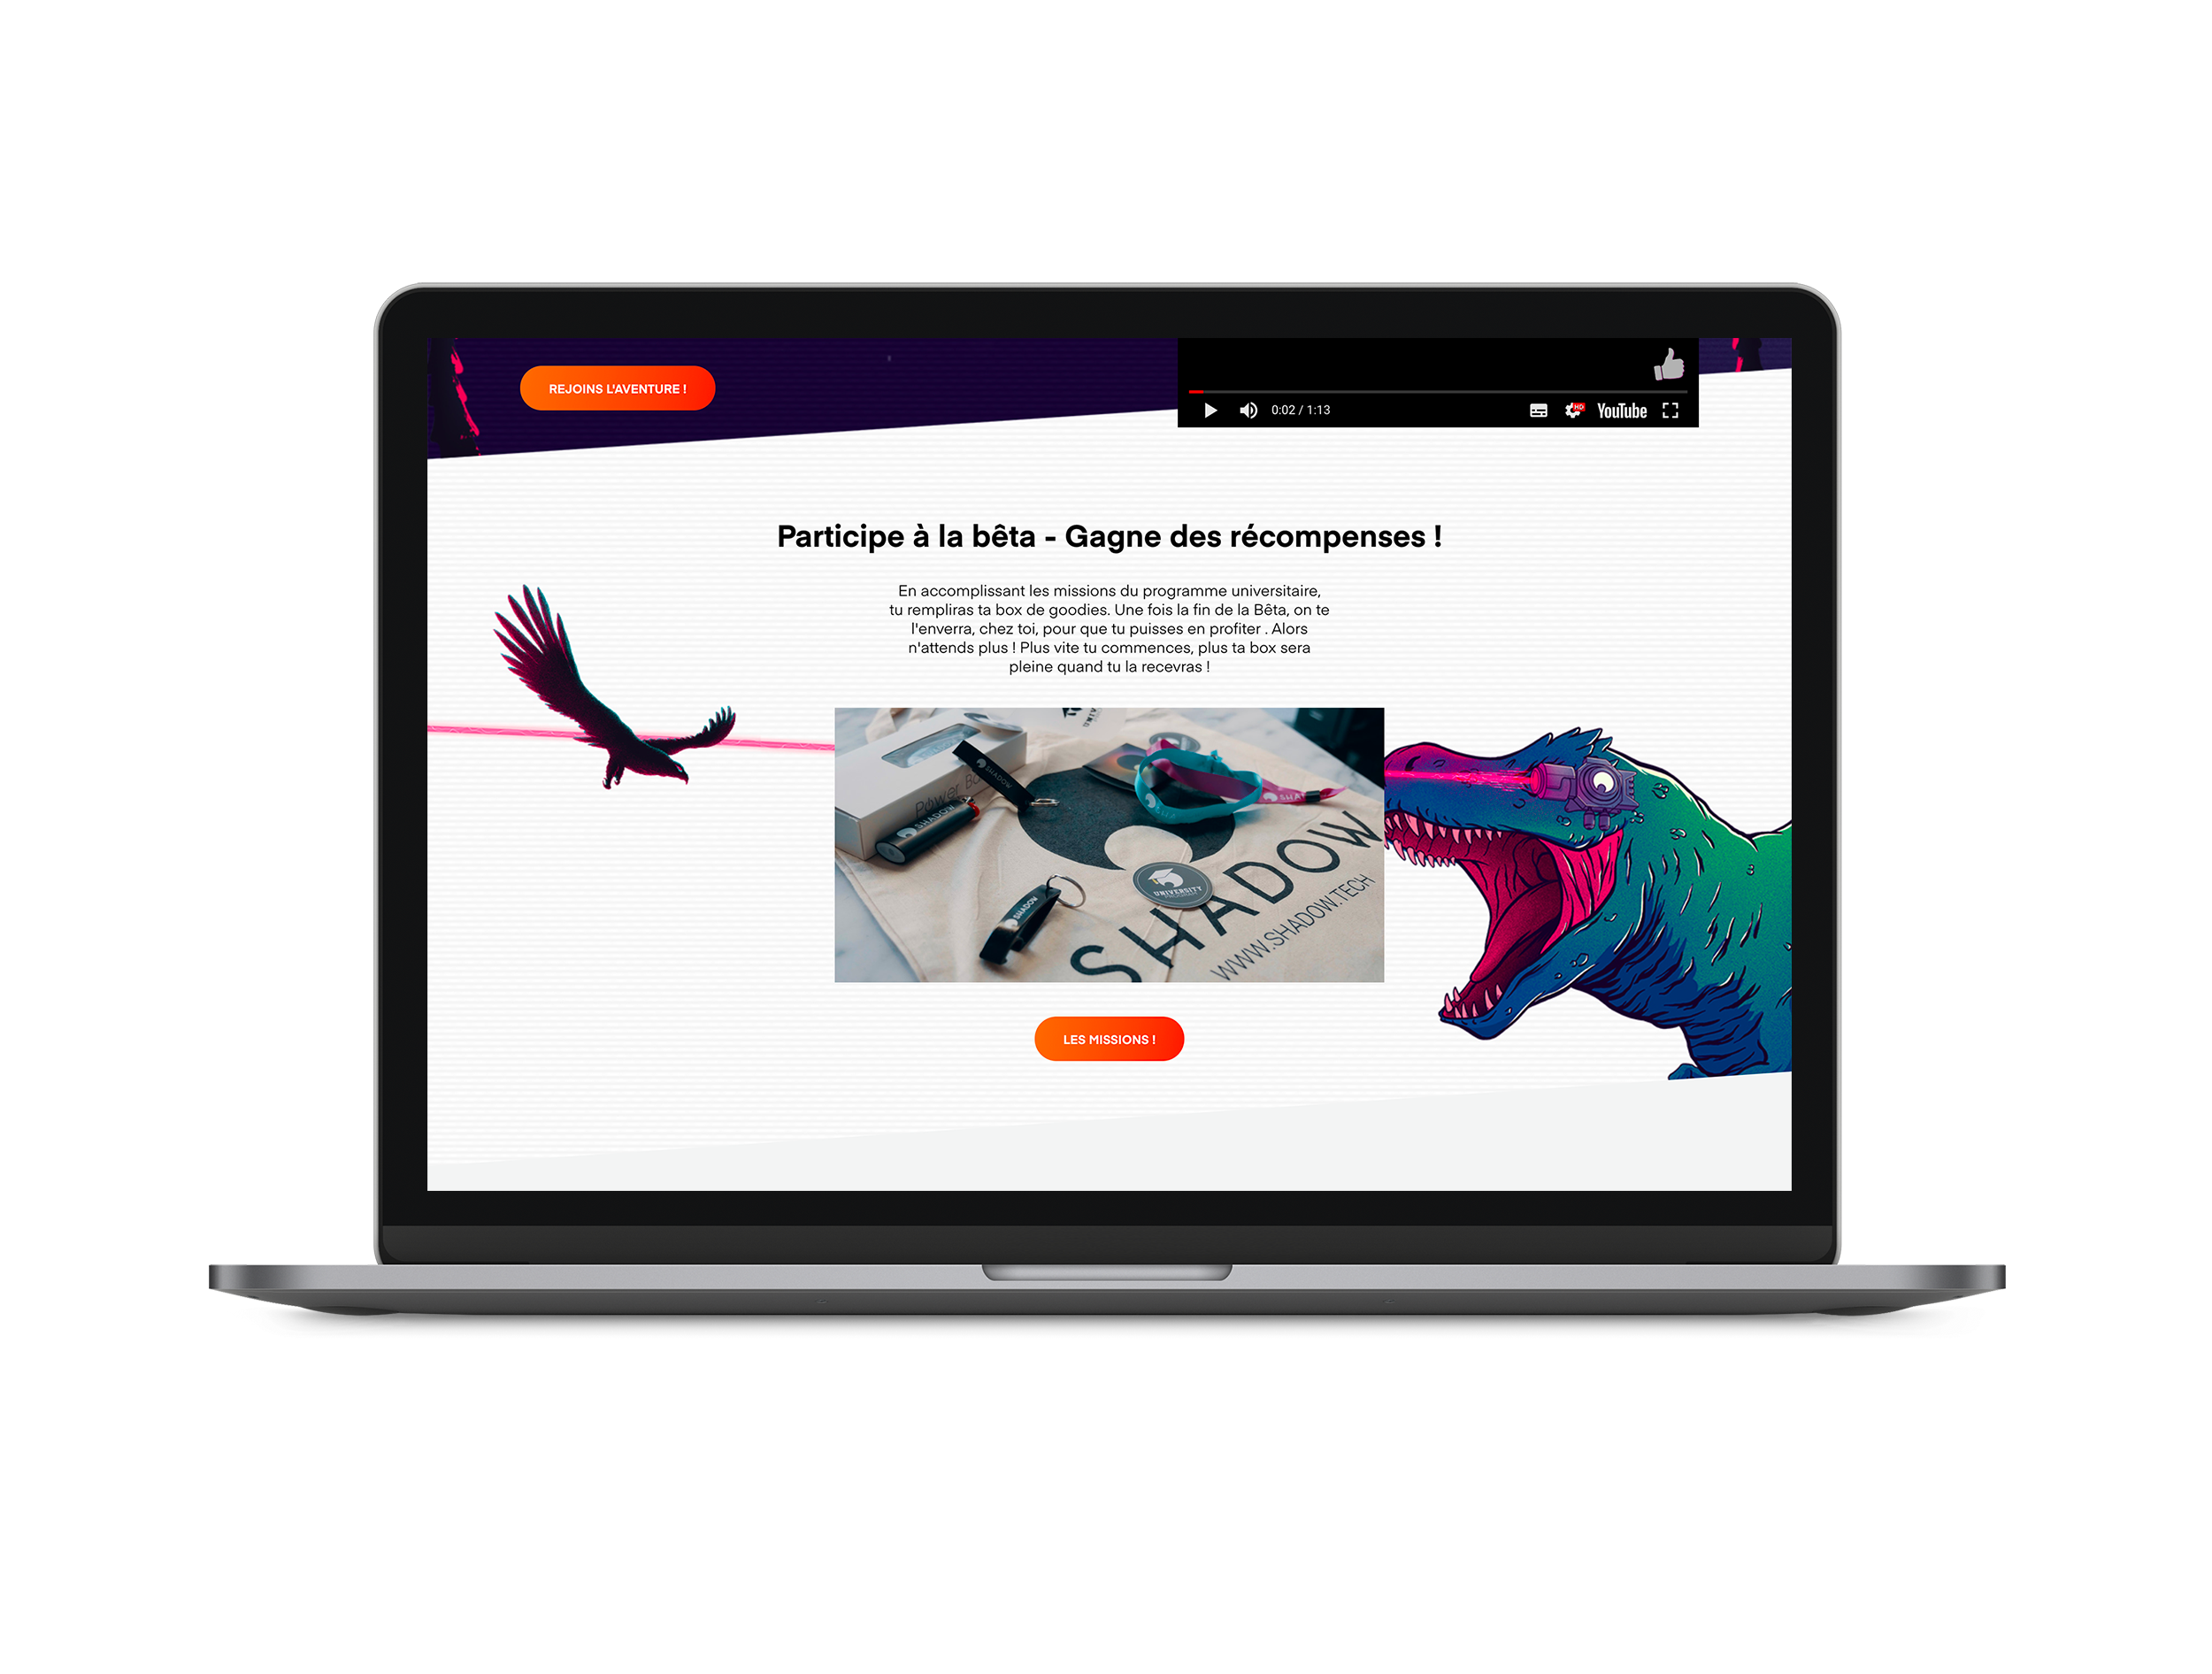 REJOINS L'AVENTURE !
0:02 / 1:13
HD
YouTube
Participe à la bêta - Gagne des récompenses !
En accomplissant les missions du programme universitaire,
tu rempliras ta box de goodies. Une fois la fin de la Bêta, on te
l'enverra, chez toi, pour que tu puisses en profiter . Alors
n'attends plus ! Plus vite tu commences, plus ta box sera
pleine quand tu la recevras !
SHADOW
Power
SHADOW
SHADOW
UNIVERSITY
SHADOW
WWW.SHADOW.TECH
LES MISSIONS !